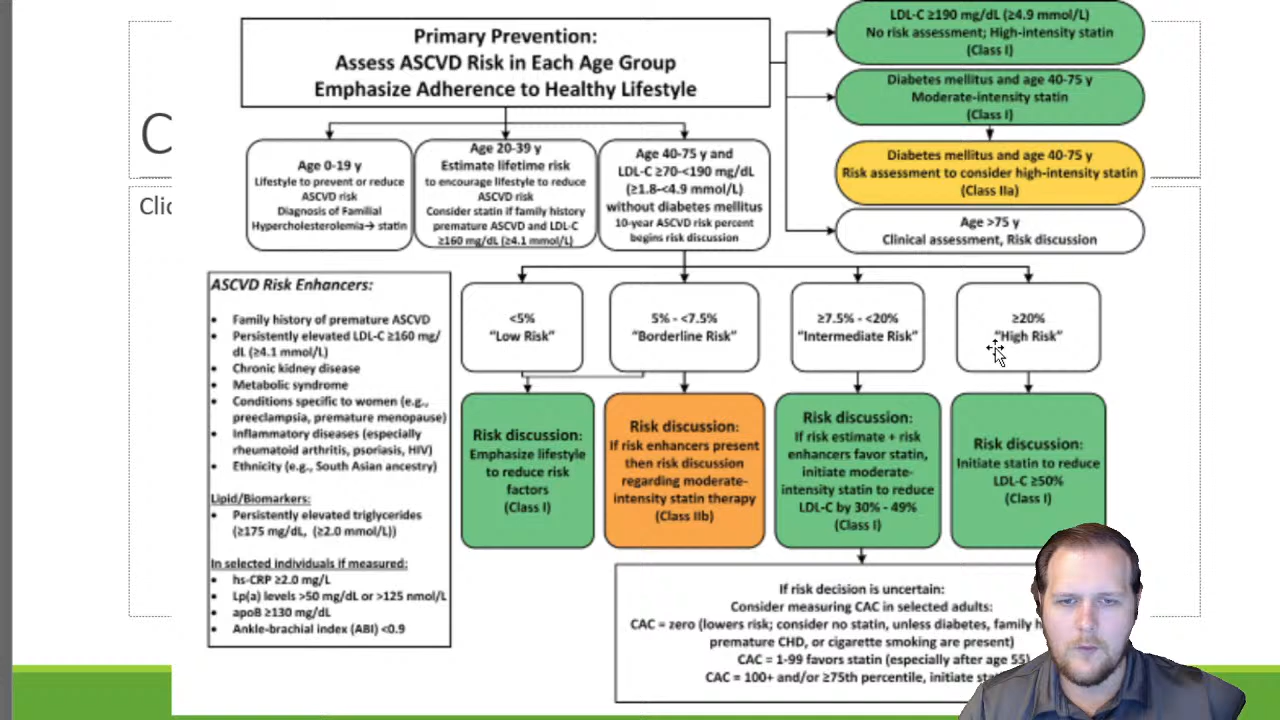 Primary Prevention:
Assess ASCVD Risk in Each Age Group
Emphasize Adherence to Healthy Lifestyle
LDL-C ≥190 mg/dL (≥4.9 mmol/L)
No risk assessment; High-intensity statin
(Class I)
Diabetes mellitus and age 40-75 y
Moderate-intensity statin
(Class I)
Diabetes mellitus and age 40-75 y
Risk assessment to consider high-intensity statin
(Class IIa)
Age >75 y
Clinical assessment, Risk discussion
C
Clic
Age 0-19 y
Lifestyle to prevent or reduce
ASCVD risk
Diagnosis of Familial
Hypercholesterolemia→ statin
Age 20-39 y
Estimate lifetime risk
to encourage lifestyle to reduce
ASCVD risk
Consider statin if family history
premature ASCVD and LDL-C
≥160 mg/dL (≥4.1 mmol/L)
Age 40-75 y and
LDL-C ≥70-<190 mg/dL
(≥1.8-<4.9 mmol/L)
without diabetes mellitus
10-year ASCVD risk percent
begins risk discussion
ASCVD Risk Enhancers:
• Family history of premature ASCVD
• Persistently elevated LDL-C ≥160 mg/
dL (≥4.1 mmol/L)
• Chronic kidney disease
• Metabolic syndrome
• Conditions specific to women (e.g.,
preeclampsia, premature menopause)
• Inflammatory diseases (especially
rheumatoid arthritis, psoriasis, HIV)
• Ethnicity (e.g., South Asian ancestry)
Lipid/Biomarkers:
• Persistently elevated triglycerides
(≥175 mg/dL, (≥2.0 mmol/L))
In selected individuals if measured:
• hs-CRP ≥2.0 mg/L
• Lp(a) levels >50 mg/dL or >125 nmol/L
• apoB ≥130 mg/dL
• Ankle-brachial index (ABI) <0.9
<5%
“Low Risk”
5% - <7.5%
“Borderline Risk”
≥7.5% - <20%
“Intermediate Risk”
≥20%
“High Risk”
Risk discussion:
Emphasize lifestyle
to reduce risk
factors
(Class I)
Risk discussion:
If risk enhancers present
then risk discussion
regarding moderate-
intensity statin therapy
(Class IIb)
Risk discussion:
If risk estimate + risk
enhancers favor statin,
initiate moderate-
intensity statin to reduce
LDL-C by 30% - 49%
(Class I)
Risk discussion:
Initiate statin to reduce
LDL-C ≥50%
(Class I)
If risk decision is uncertain:
Consider measuring CAC in selected adults:
CAC = zero (lowers risk; consider no statin, unless diabetes, family
premature CHD, or cigarette smoking are present)
CAC = 1-99 favors statin (especially after age 55)
CAC = 100+ and/or ≥75th percentile, initiate